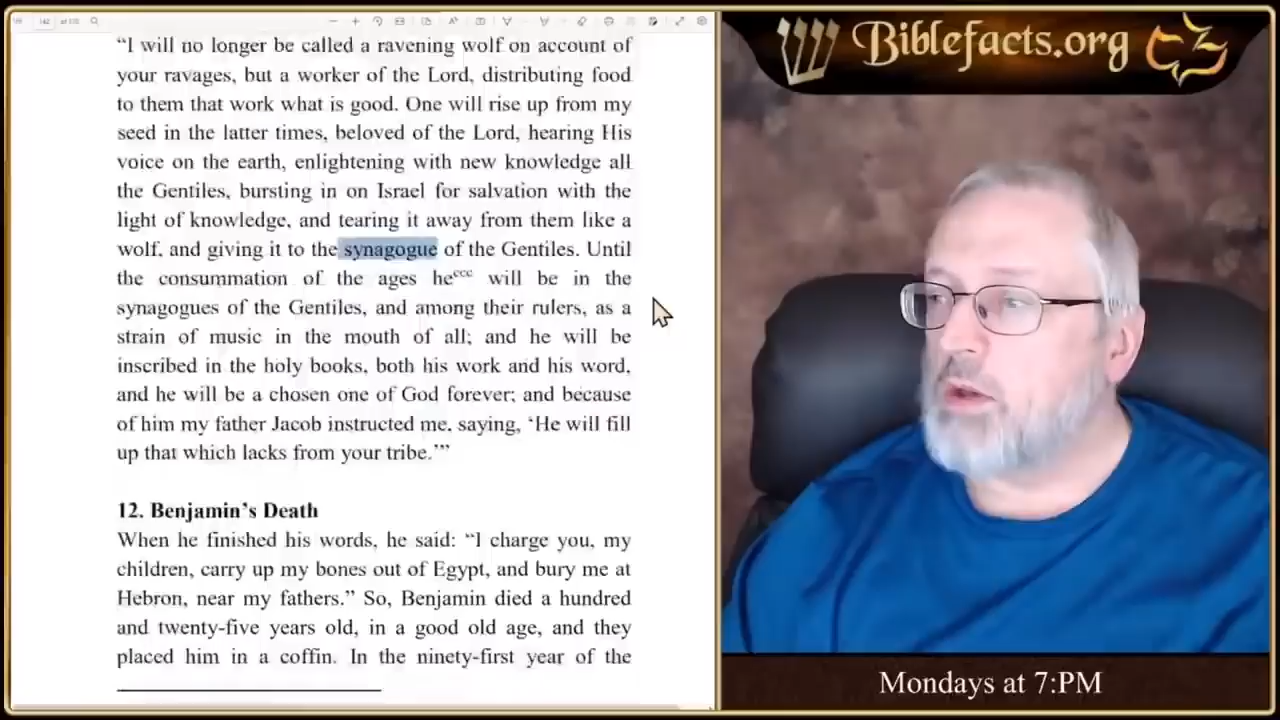 “I will no longer be called a ravening wolf on account of
your ravages, but a worker of the Lord, distributing food
to them that work what is good. One will rise up from my
seed in the latter times, beloved of the Lord, hearing His
voice on the earth, enlightening with new knowledge all
the Gentiles, bursting in on Israel for salvation with the
light of knowledge, and tearing it away from them like a
wolf, and giving it to the synagogue of the Gentiles. Until
the consummation of the ages heccc will be in the
synagogues of the Gentiles, and among their rulers, as a
strain of music in the mouth of all; and he will be
inscribed in the holy books, both his work and his word,
and he will be a chosen one of God forever; and because
of him my father Jacob instructed me, saying, ‘He will fill
up that which lacks from your tribe.’”
12. Benjamin’s Death
When he finished his words, he said: “I charge you, my
children, carry up my bones out of Egypt, and bury me at
Hebron, near my fathers.” So, Benjamin died a hundred
and twenty-five years old, in a good old age, and they
placed him in a coffin. In the ninety-first year of the
ש Biblefacts.org
Mondays at 7:PM